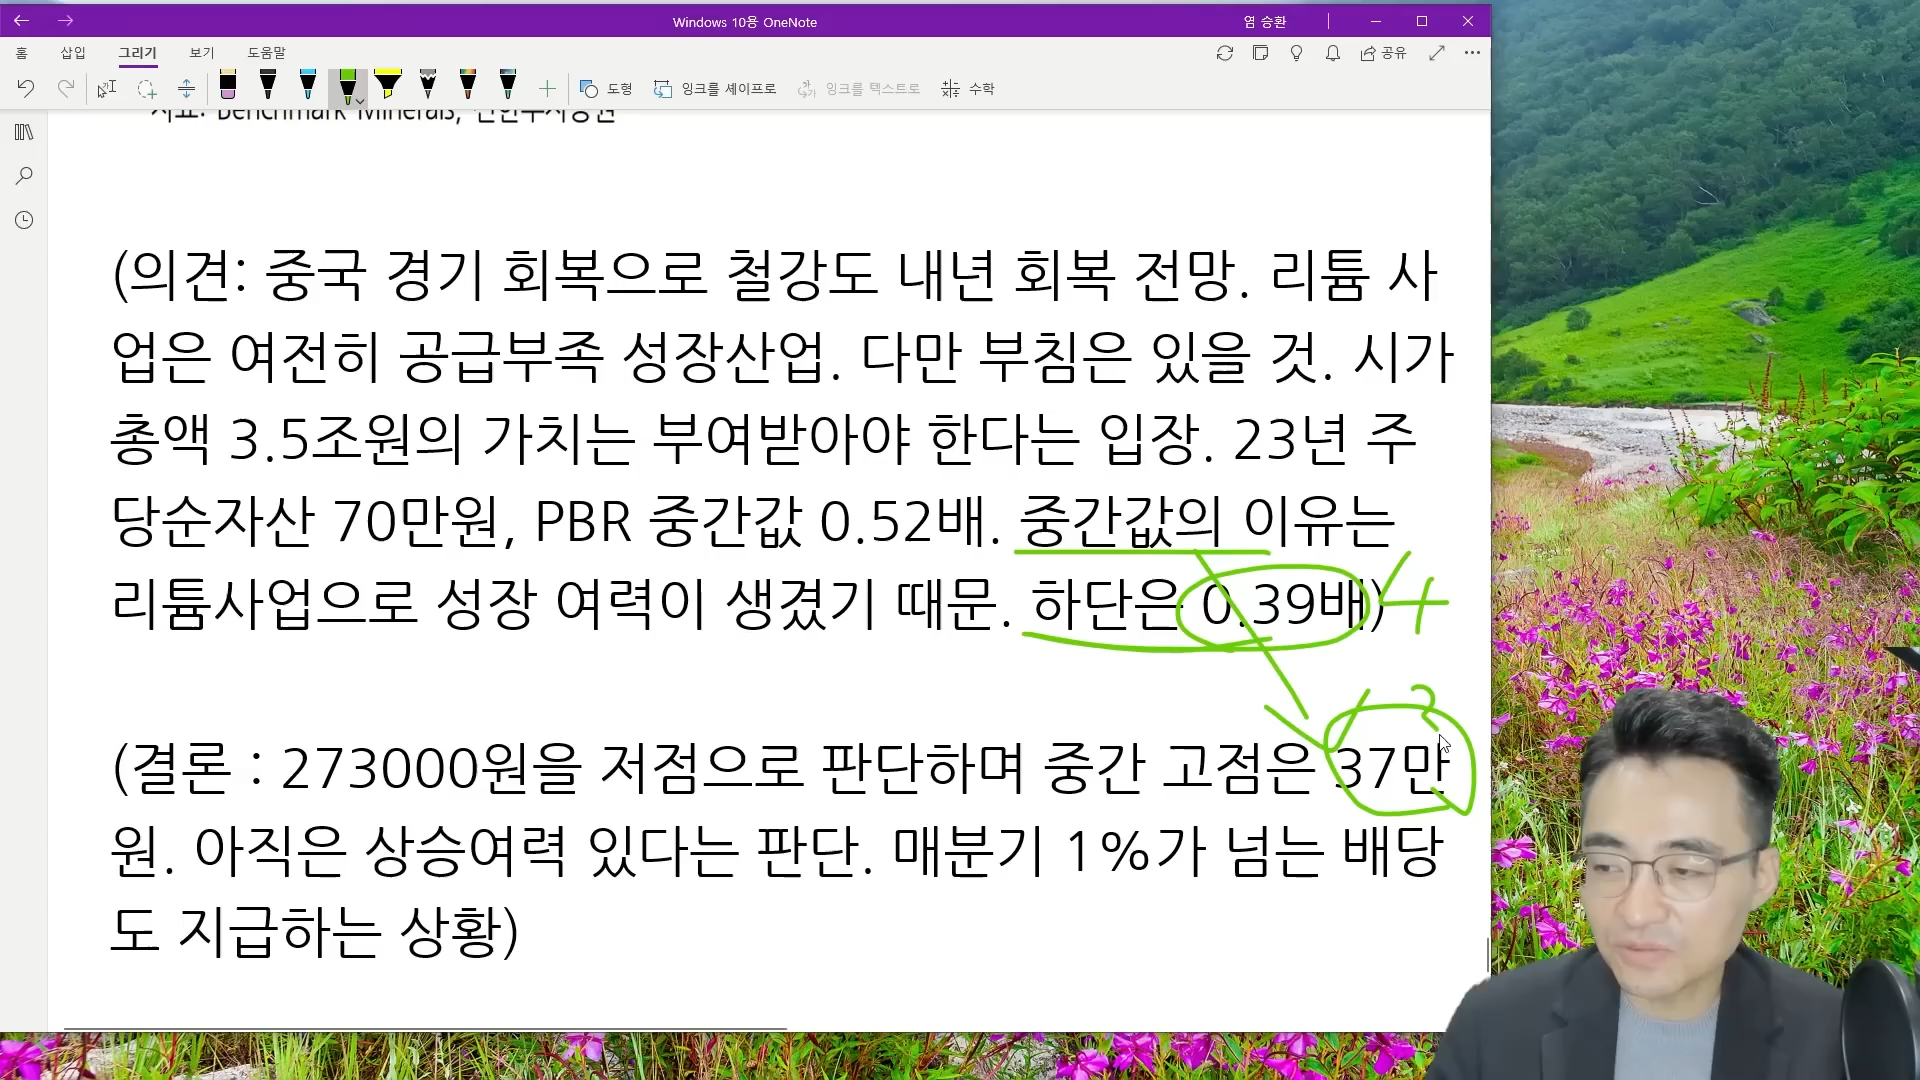 Windows 10용 OneNote
염 승환
홈 삽입 그리기 보기 도움말
공유
도형 잉크를 셰이프로 잉크를 텍스트로 수학
자료: Benchmark Minerals, 신한투자증권
(의견: 중국 경기 회복으로 철강도 내년 회복 전망. 리튬 사
업은 여전히 공급부족 성장산업. 다만 부침은 있을 것. 시가
총액 3.5조원의 가치는 부여받아야 한다는 입장. 23년 주
당순자산 70만원, PBR 중간값 0.52배. 중간값의 이유는
리튬사업으로 성장 여력이 생겼기 때문. 하단은 0.39배) 4
(결론 : 273000원을 저점으로 판단하며 중간 고점은 37만
원. 아직은 상승여력 있다는 판단. 매분기 1%가 넘는 배당
도 지급하는 상황)